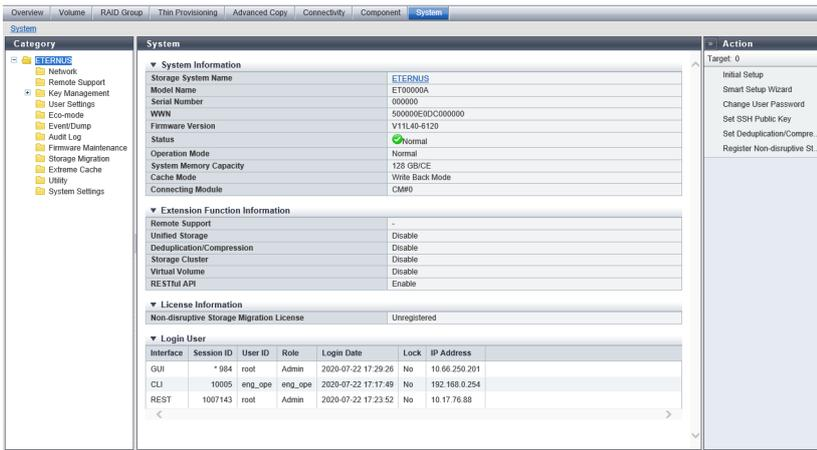 Overview Volume RAID Group Thin Provisioning Advanced Copy Connectivity Component System
System
Category
ETERNUS
Network
Remote Support
Key Management
User Settings
Eco-mode
Event/Dump
Audit Log
Firmware Maintenance
Storage Migration
Extreme Cache
Utility
System Settings
System
▼ System Information
Storage System Name ETERNUS
Model Name ET00000A
Serial Number 000000
WWN 500000E0DC000000
Firmware Version V11L40-6120
Status Normal
Operation Mode Normal
System Memory Capacity 128 GB/CE
Cache Mode Write Back Mode
Connecting Module CM#0
▼ Extension Function Information
Remote Support -
Unified Storage Disable
Deduplication/Compression Disable
Storage Cluster Disable
Virtual Volume Disable
RESTful API Enable
▼ License Information
Non-disruptive Storage Migration License Unregistered
▼ Login User
Interface Session ID User ID Role Login Date Lock IP Address
GUI * 984 root Admin 2020-07-22 17:29:26 No 10.66.250.201
CLI 10005 eng_ope eng_ope 2020-07-22 17:17:49 No 192.168.0.254
REST 1007143 root Admin 2020-07-22 17:23:52 No 10.17.76.88
» Action
Target: 0
Initial Setup
Smart Setup Wizard
Change User Password
Set SSH Public Key
Set Deduplication/Compre...
Register Non-disruptive St...